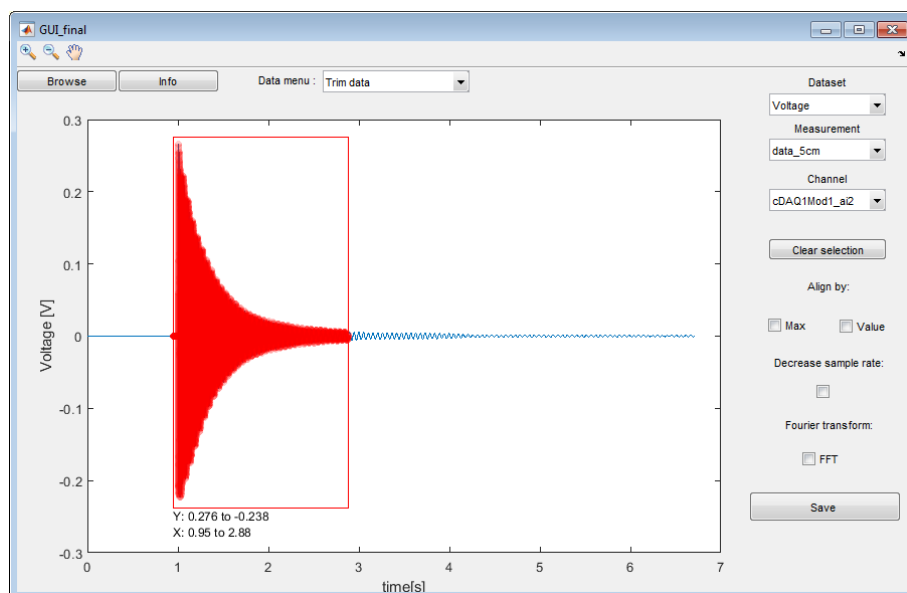 GUI_final
Browse
Info
Data menu :
Trim data
Dataset
Voltage
Measurement
data_5cm
Channel
cDAQ1Mod1_ai2
Clear selection
Align by:
Max
Value
Decrease sample rate:
Fourier transform:
FFT
Save
Voltage [V]
0.3
0.2
0.1
0
-0.1
-0.2
-0.3
Y: 0.276 to -0.238
X: 0.95 to 2.88
0 1 2 3 4 5 6 7
time[s]